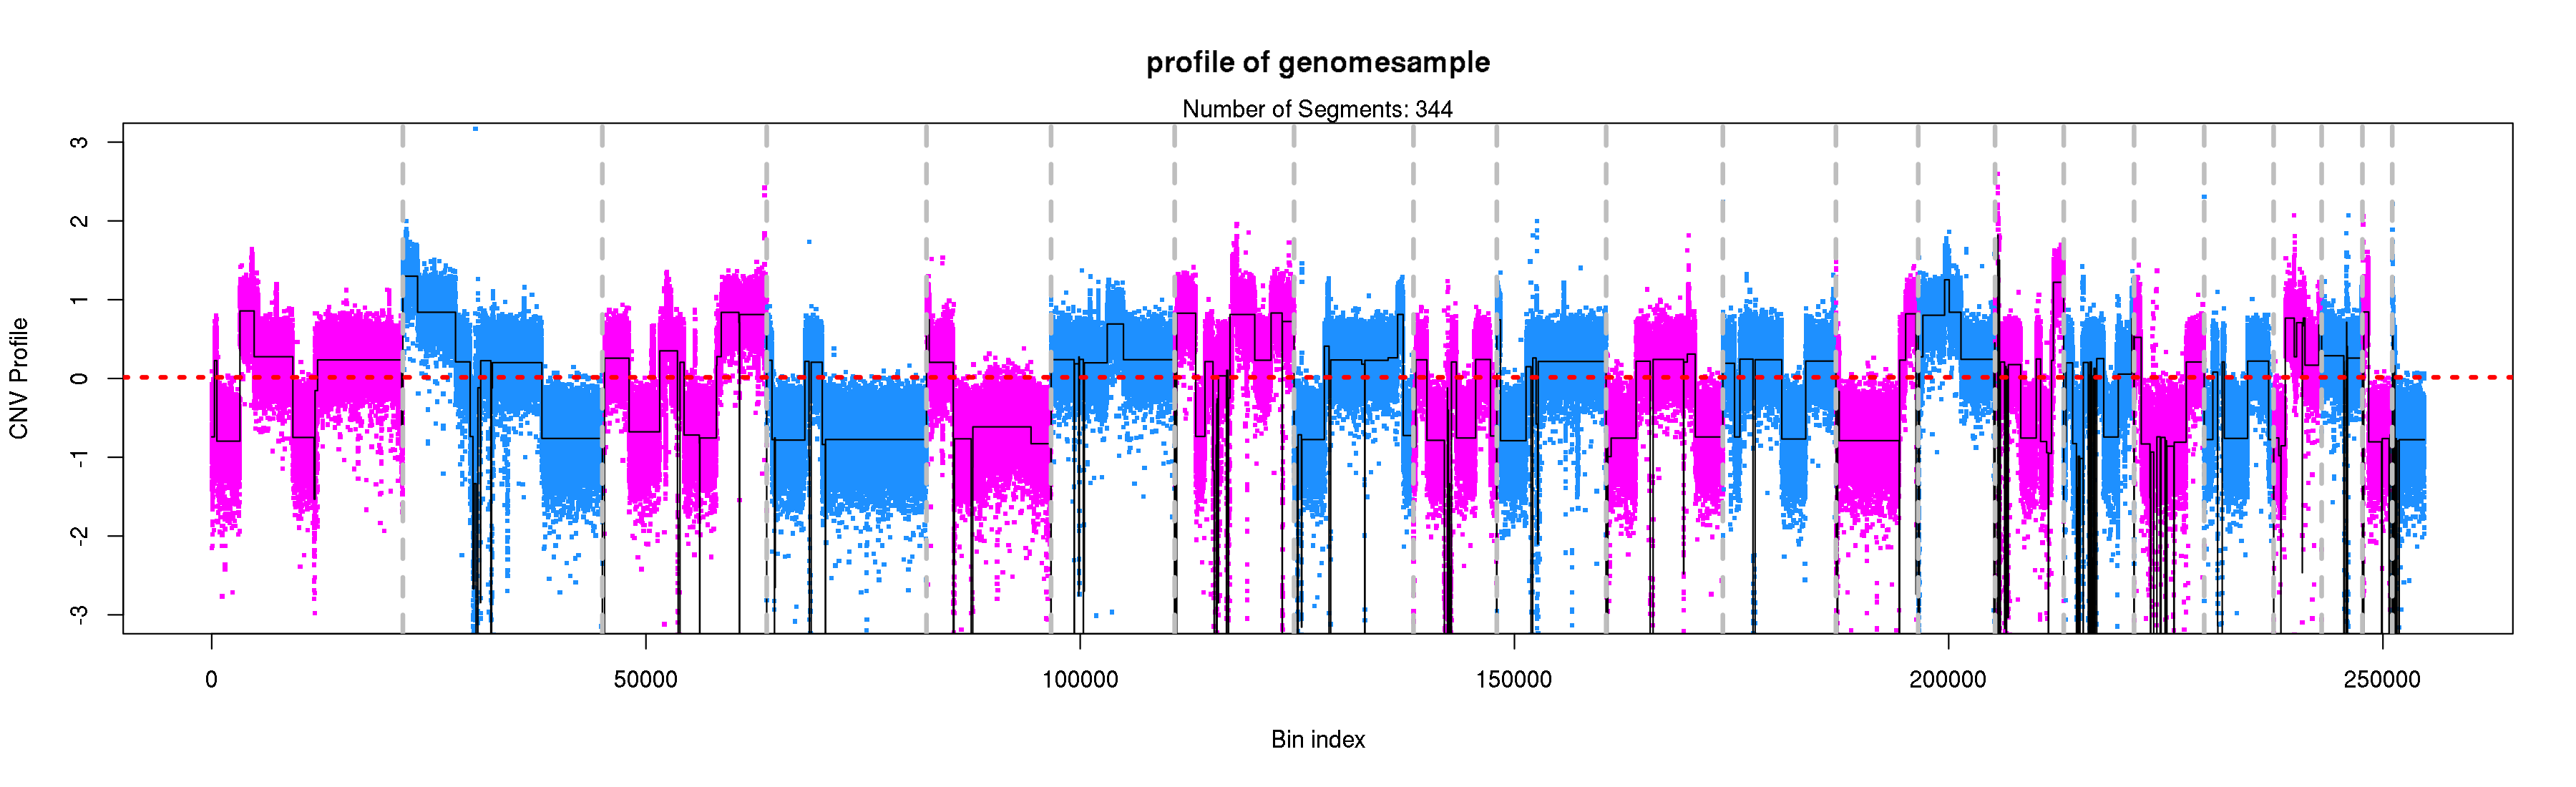 profile of genomesample
Number of Segments: 344
CNV Profile
3
2
1
0
-1
-2
-3
0 50000 100000 150000 200000 250000
Bin index